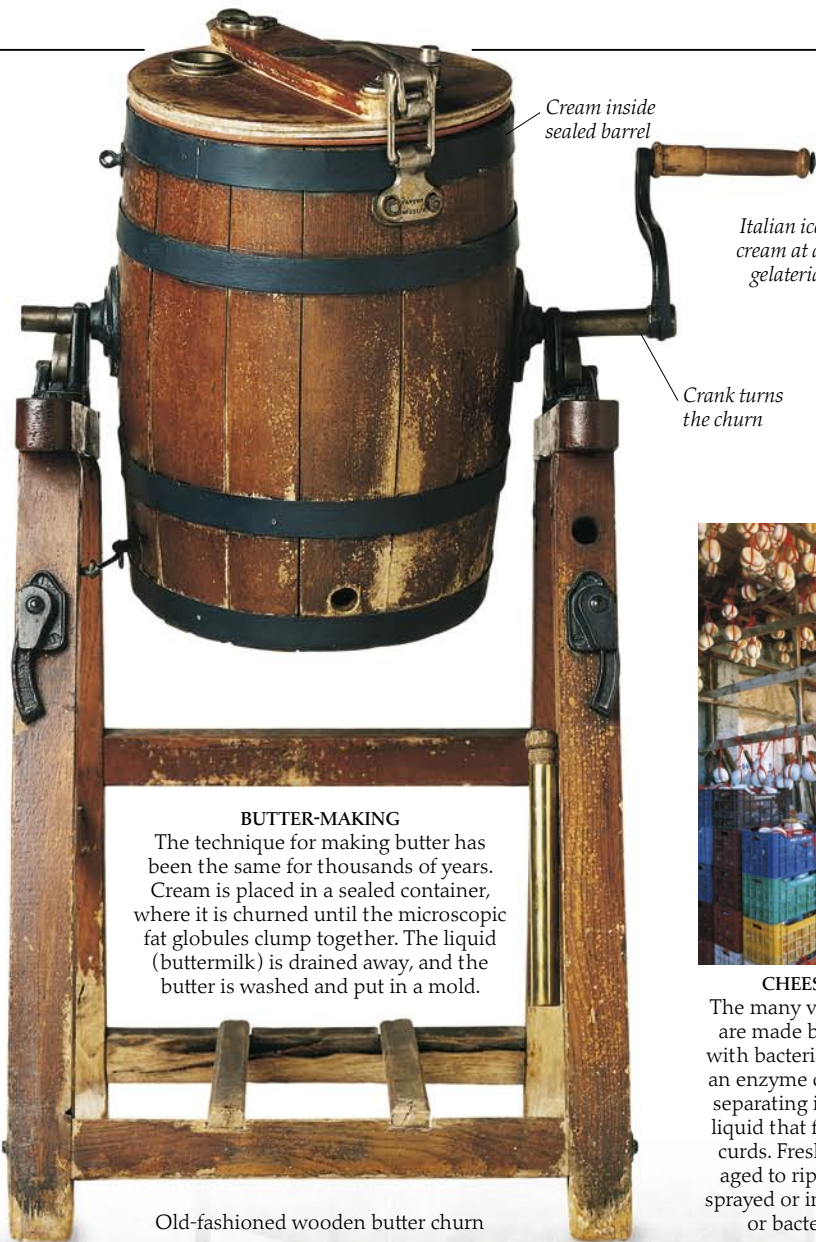 Cream inside
sealed barrel
Italian ice
cream at a
gelateria
Crank turns
the churn
BUTTER-MAKING
The technique for making butter has
been the same for thousands of years.
Cream is placed in a sealed container,
where it is churned until the microscopic
fat globules clump together. The liquid
(buttermilk) is drained away, and the
butter is washed and put in a mold.
Old-fashioned wooden butter churn
CHEES
The many v
are made b
with bacteria
an enzyme
separating i
liquid that f
curds. Fresh
aged to rip
sprayed or in
or bacte